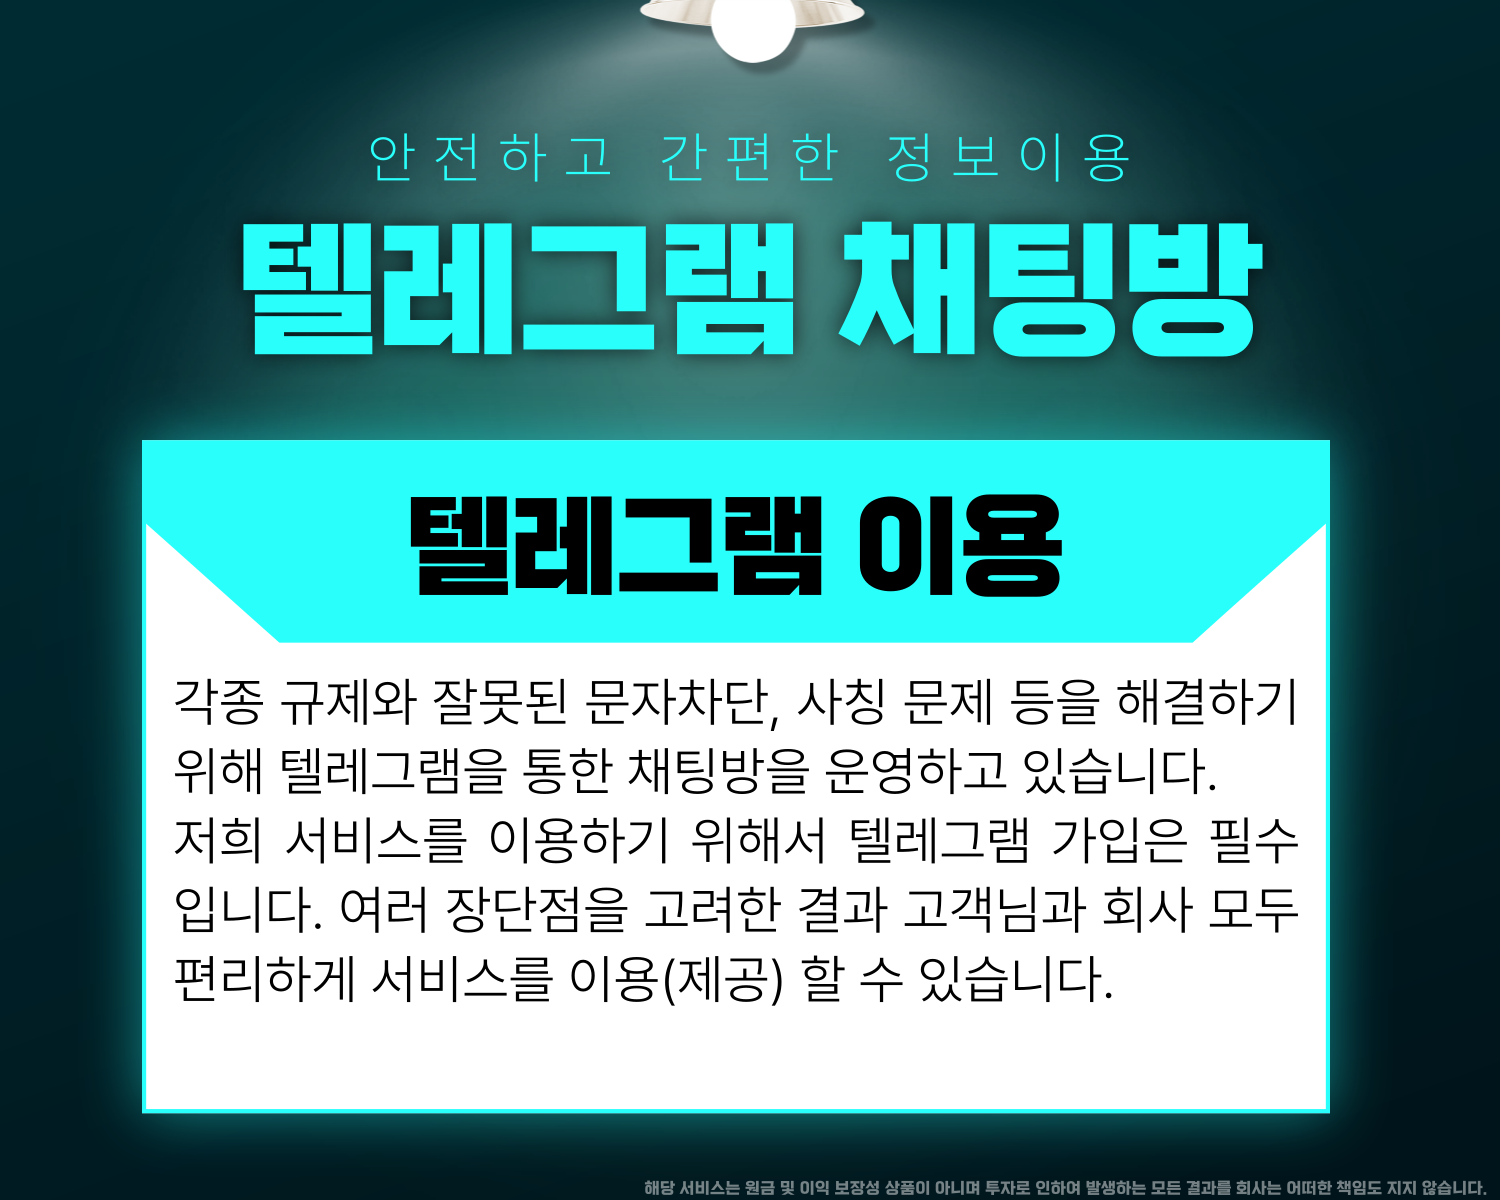 안전하고 간편한 정보이용
텔레그램 채팅방
텔레그램 이용
각종 규제와 잘못된 문자차단, 사칭 문제 등을 해결하기
위해 텔레그램을 통한 채팅방을 운영하고 있습니다.
저희 서비스를 이용하기 위해서 텔레그램 가입은 필수
입니다. 여러 장단점을 고려한 결과 고객님과 회사 모두
편리하게 서비스를 이용(제공) 할 수 있습니다.
해당 서비스는 원금 및 이익 보장성 상품이 아니며 투자로 인하여 발생하는 모든 결과를 회사는 어떠한 책임도 지지 않습니다.